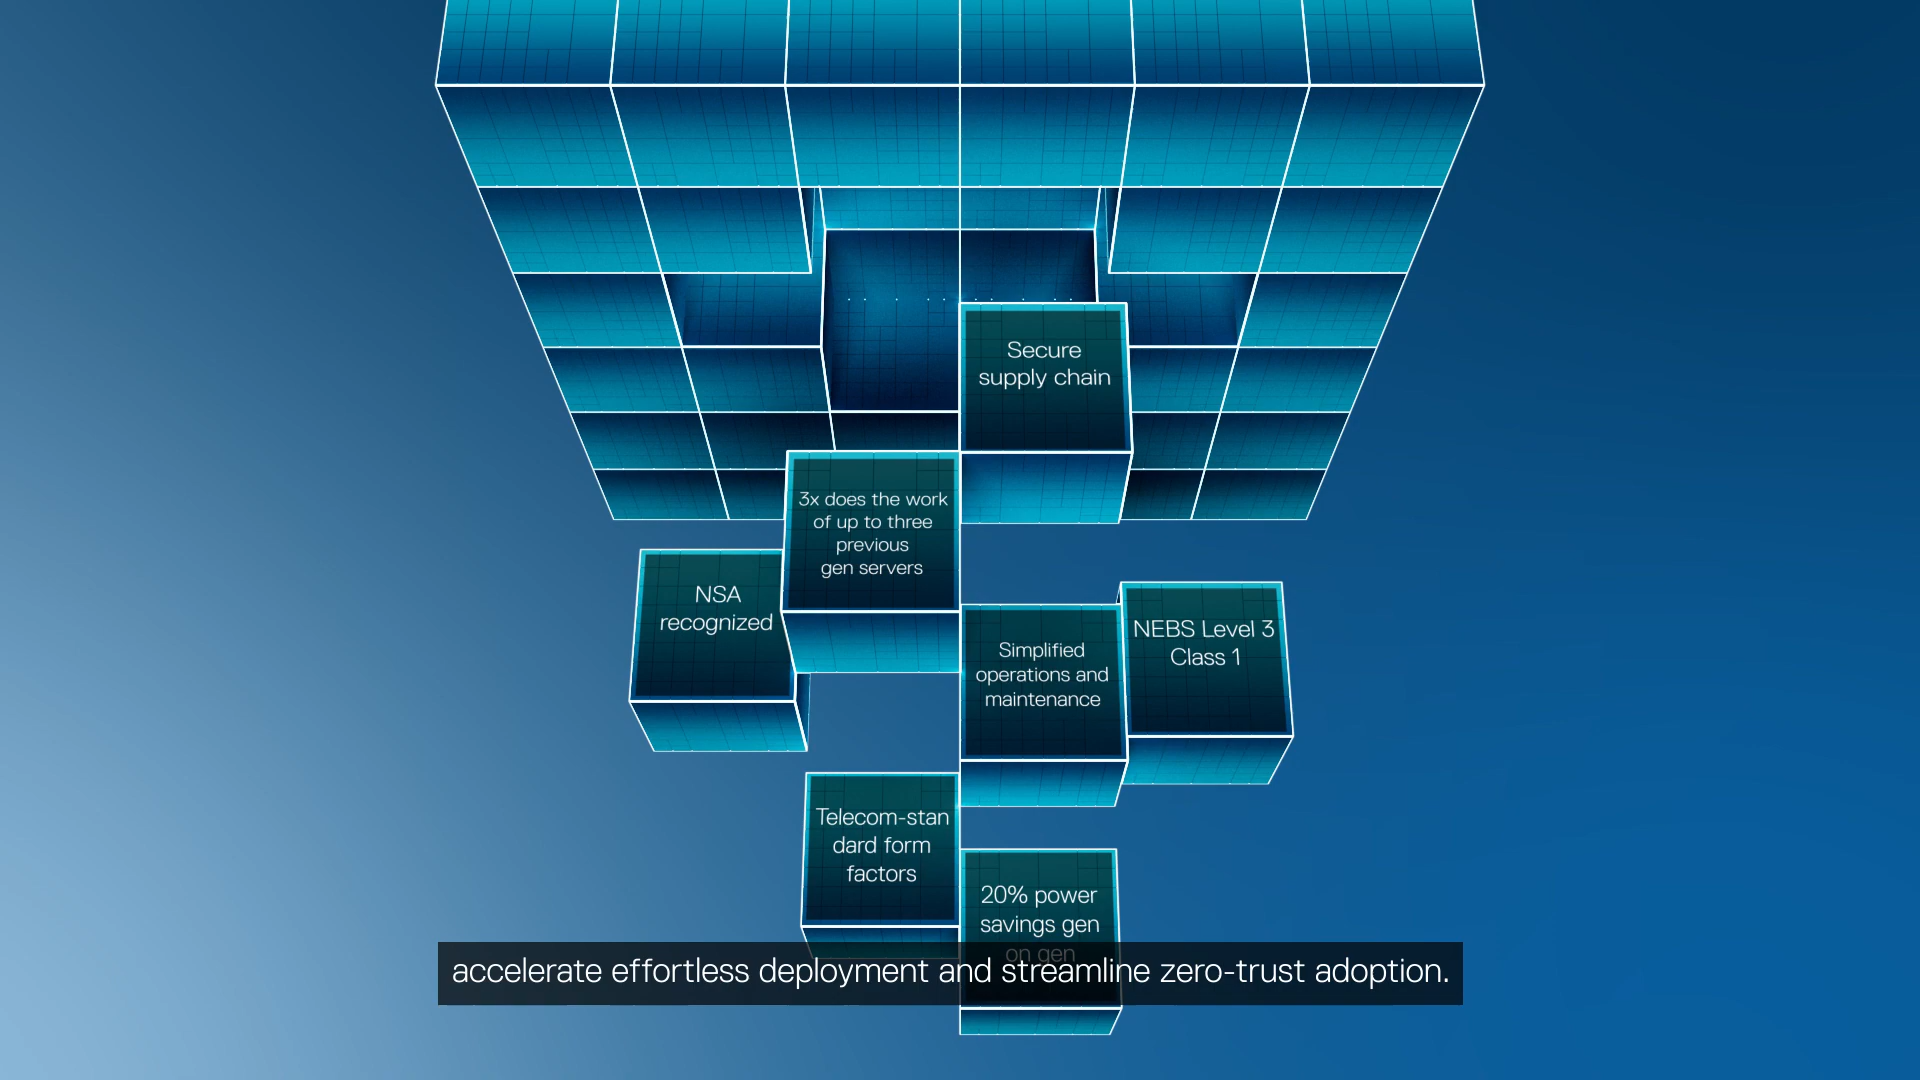 Secure
supply chain
3x does the work
of up to three
previous
gen servers
NSA
recognized
NEBS Level 3
Class 1
Simplified
operations and
maintenance
Telecom-stan
dard form
factors
20% power
savings gen
on gen
accelerate effortless deployment and streamline zero-trust adoption.